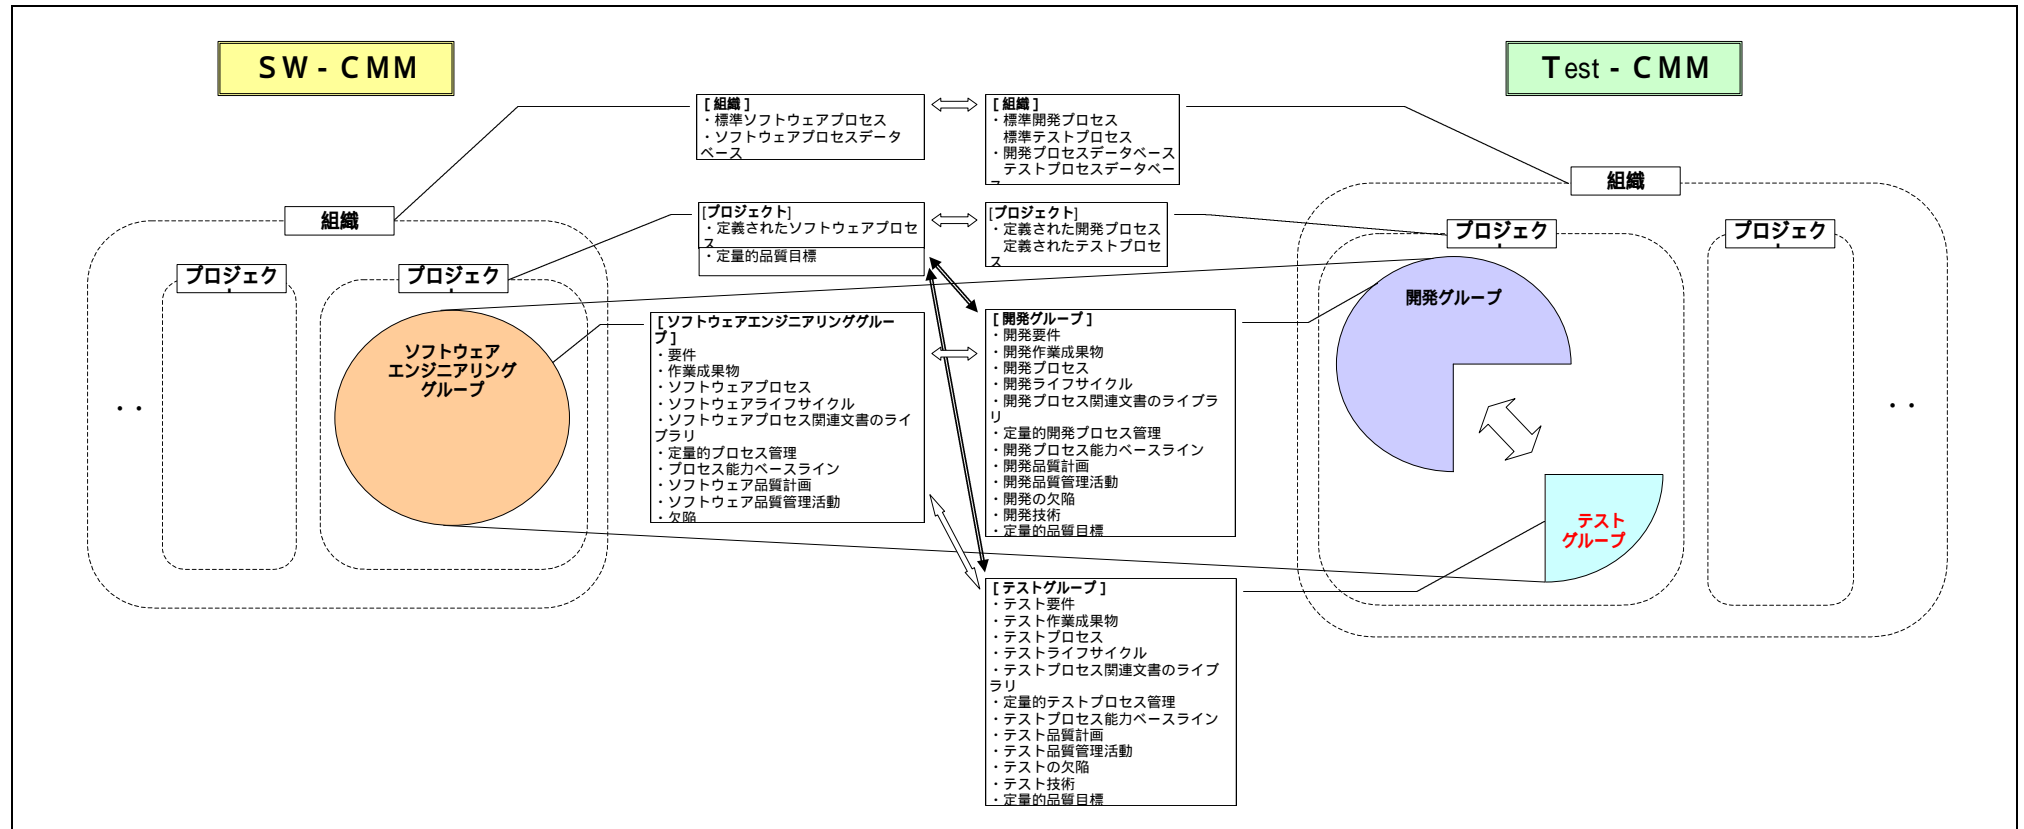 SW - CMM
Test - CMM
[ 組織 ]
・標準ソフトウェアプロセス
・ソフトウェアプロセスデータ
ベース
[ 組織 ]
・標準開発プロセス
標準テストプロセス
・開発プロセスデータベース
テストプロセスデータベー
ス
組織
組織
[プロジェクト]
・定義されたソフトウェアプロセ
ス
・定量的品質目標
[プロジェクト]
・定義された開発プロセス
定義されたテストプロセ
ス
プロジェク
プロジェク
プロジェク
プロジェク
ソフトウェア
エンジニアリング
グループ
[ ソフトウェアエンジニアリンググルー
プ ]
・要件
・作業成果物
・ソフトウェアプロセス
・ソフトウェアライフサイクル
・ソフトウェアプロセス関連文書のライ
ブラリ
・定量的プロセス管理
・プロセス能力ベースライン
・ソフトウェア品質計画
・ソフトウェア品質管理活動
・欠陥
[ 開発グループ ]
・開発要件
・開発作業成果物
・開発プロセス
・開発ライフサイクル
・開発プロセス関連文書のライブラ
リ
・定量的開発プロセス管理
・開発プロセス能力ベースライン
・開発品質計画
・開発品質管理活動
・開発の欠陥
・開発技術
・定量的品質目標
開発グループ
・・
・・
テスト
グループ
[ テストグループ ]
・テスト要件
・テスト作業成果物
・テストプロセス
・テストライフサイクル
・テストプロセス関連文書のライブ
ラリ
・定量的テストプロセス管理
・テストプロセス能力ベースライン
・テスト品質計画
・テスト品質管理活動
・テストの欠陥
・テスト技術
・定量的品質目標